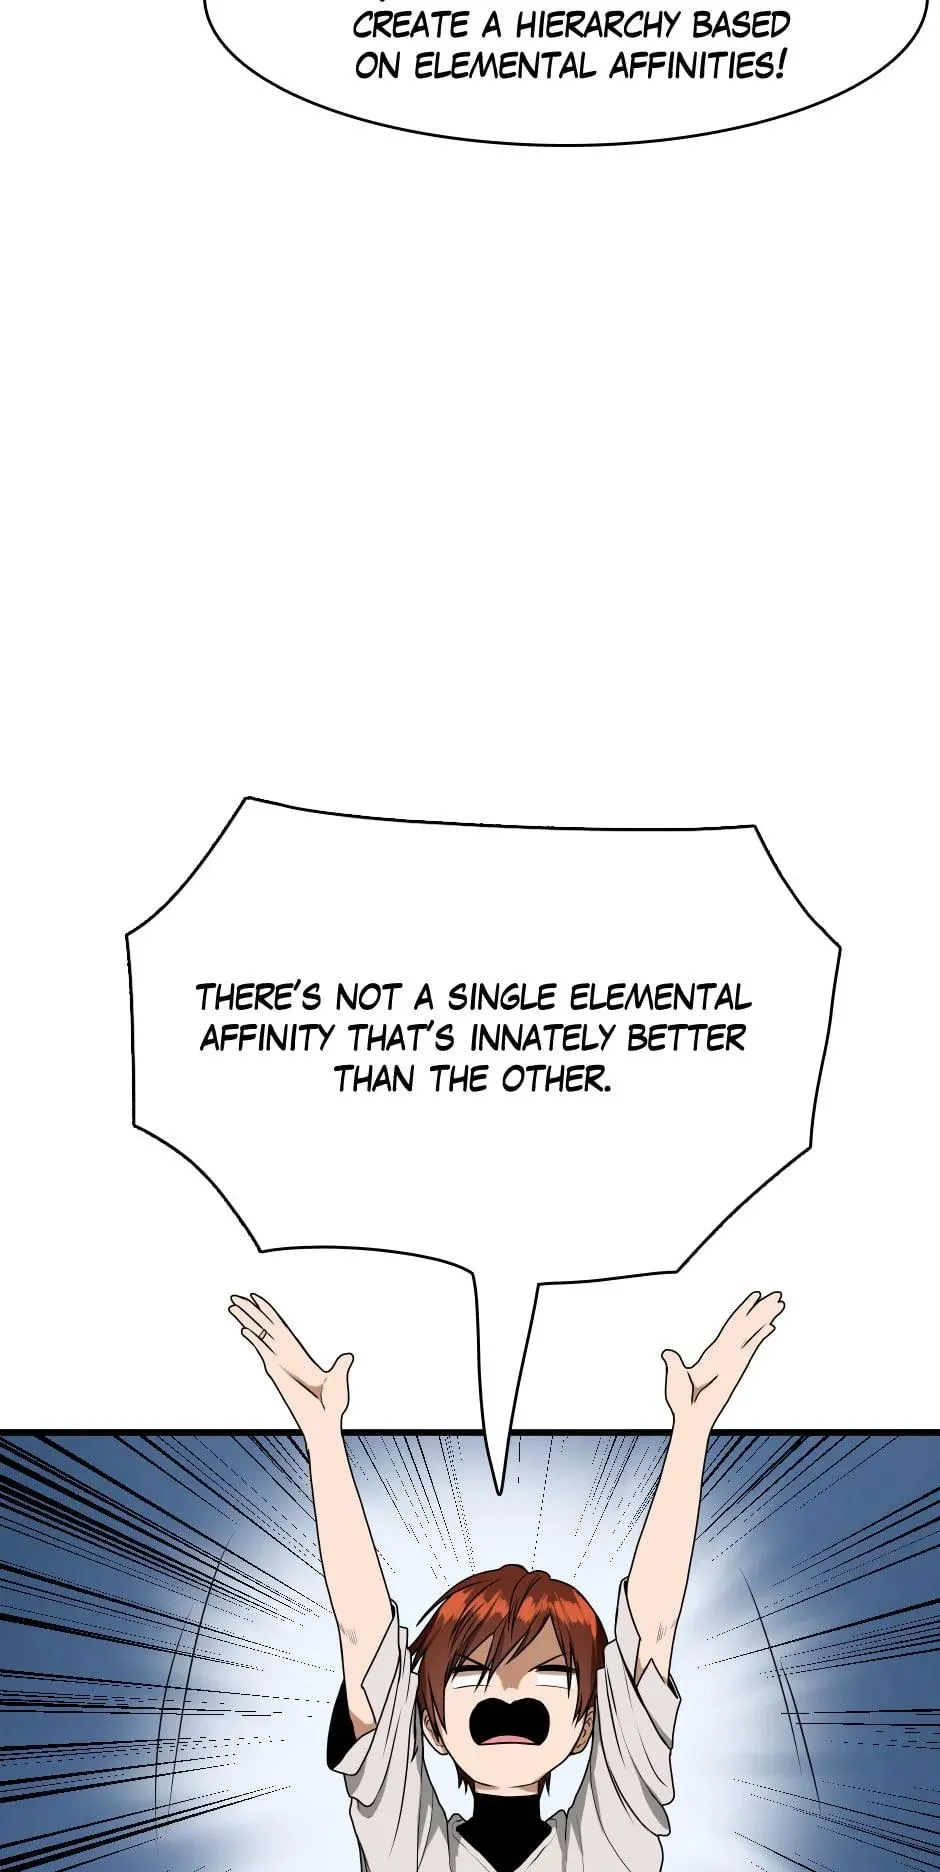 CREATE A HIERARCHY BASED
ON ELEMENTAL AFFINITIES!
THERE'S NOT A SINGLE ELEMENTAL
AFFINITY THAT'S INNATELY BETTER
THAN THE OTHER.